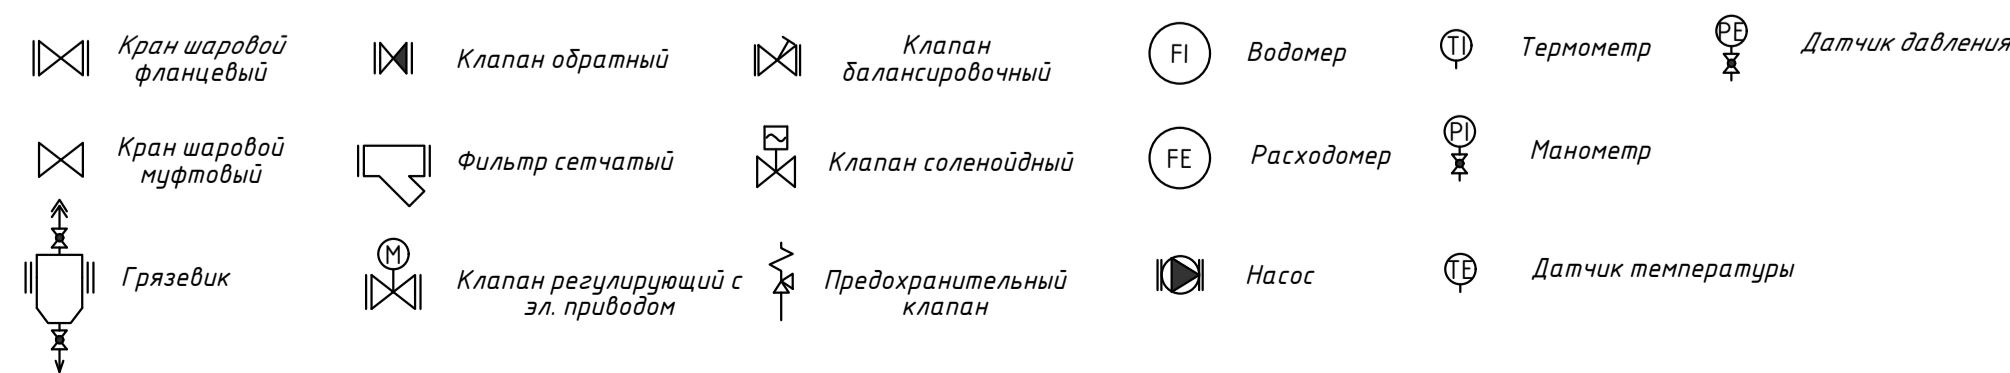 Кран шаровой
фланцевый
Клапан обратный
Клапан
балансировочный
FI
Водомер
TI
Термометр
PE
Датчик давления
Кран шаровой
муфтовый
Фильтр сетчатый
Клапан соленойдный
FE
Расходомер
PI
Манометр
Грязевик
M
Клапан регулирующий с
эл. приводом
Предохранительный
клапан
Насос
TE
Датчик температуры